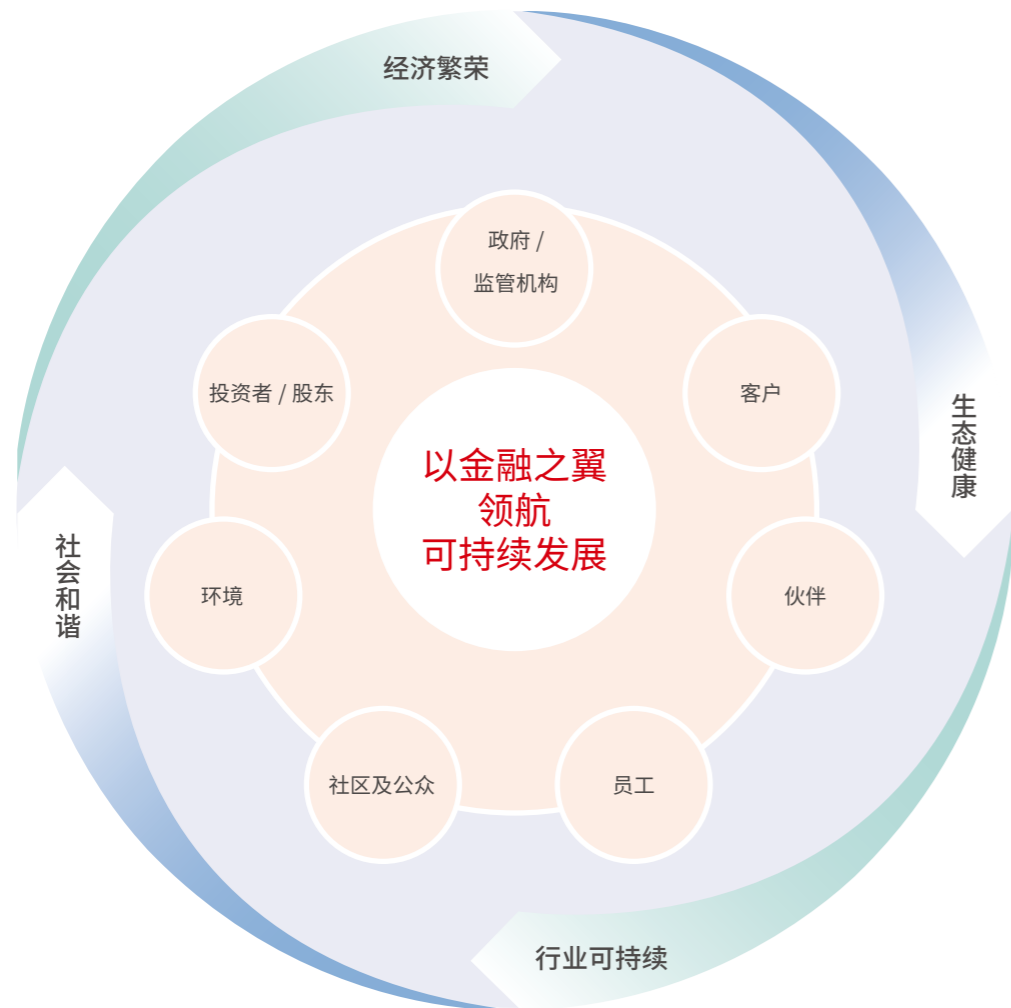 经济繁荣
政府 /
监管机构
投资者 / 股东
客户
生态健康
以金融之翼
领航
可持续发展
社会和谐
环境
伙伴
社区及公众
员工
行业可持续